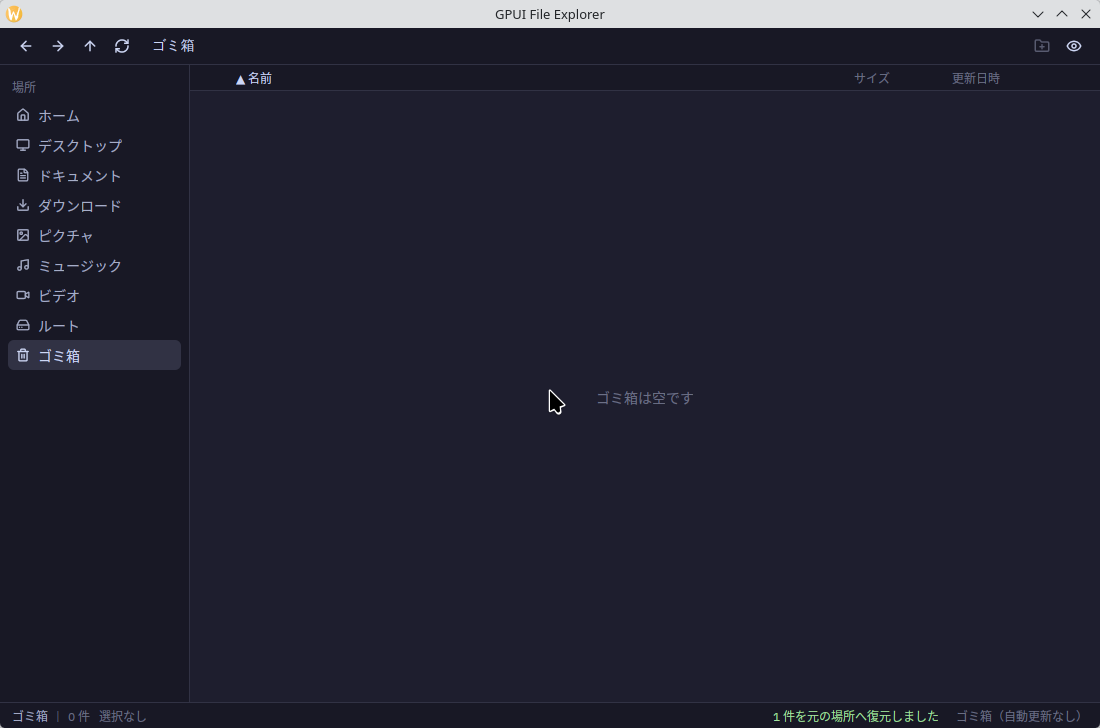 GPUI File Explorer
ゴミ箱
場所
▲名前 サイズ 更新日時
ホーム
デスクトップ
ドキュメント
ダウンロード
ピクチャ
ミュージック
ビデオ
ルート
ゴミ箱
ゴミ箱は空です
ゴミ箱 | 0 件 選択なし 1 件を元の場所へ復元しました ゴミ箱（自動更新なし）